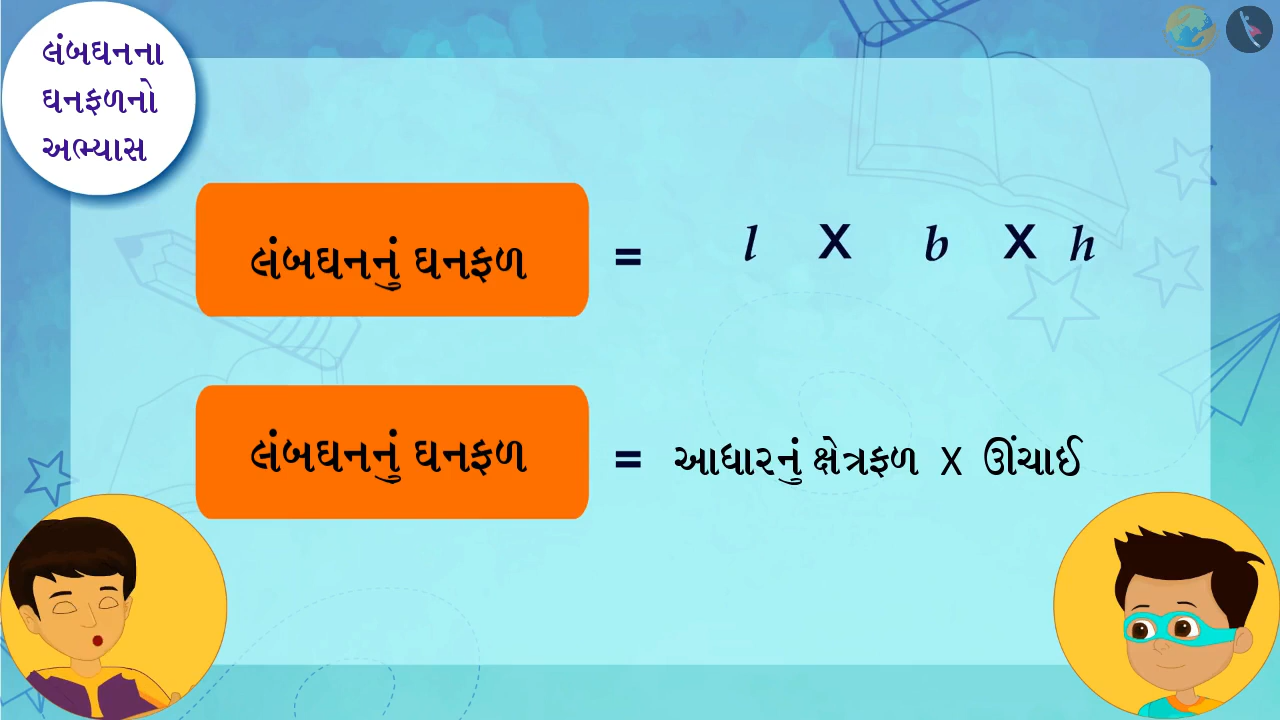 લંબઘનના
ઘનફળનો
અભ્યાસ
લંબઘનનું ઘનફળ = l X b X h
લંબઘનનું ઘનફળ = આધારનું ક્ષેત્રફળ X ઊંચાઈ